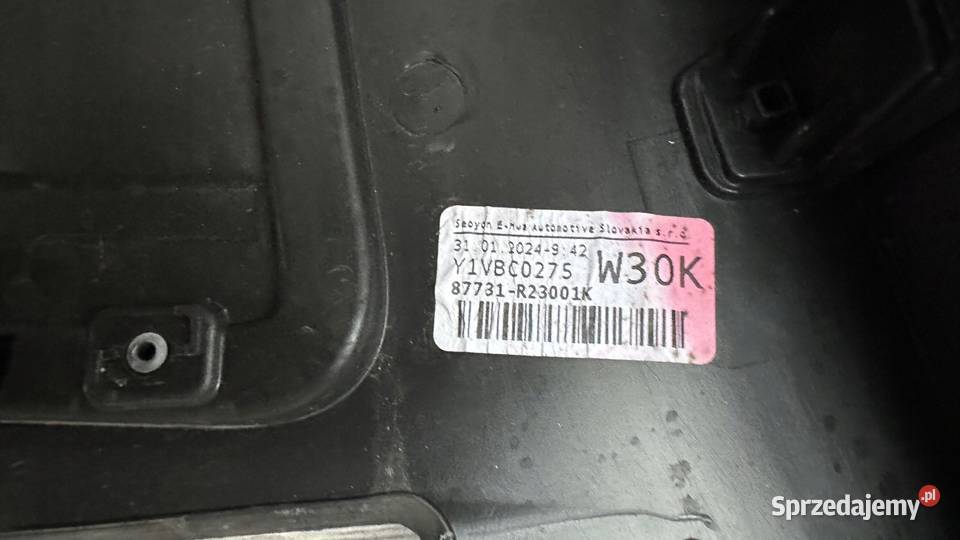 Seoyon E-hwa Automotive Slovakia s.r.o.
31.01.2024-9:42
Y1VBC0275
W30K
87731-R23001K
Sprzedajemy.pl